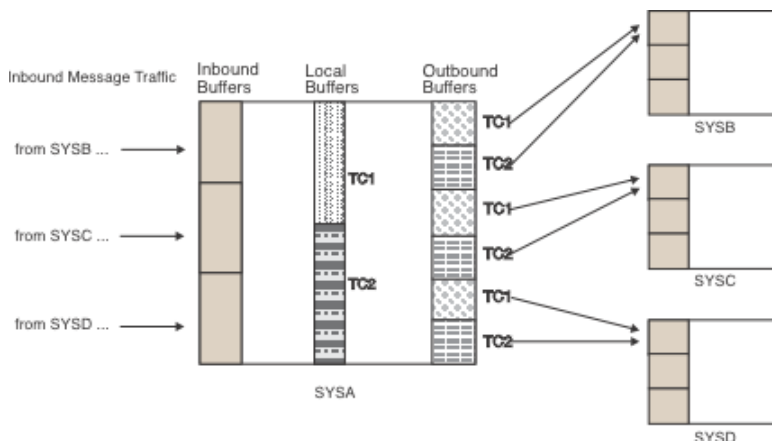 Inbound Message Traffic
Inbound
Buffers
Local
Buffers
Outbound
Buffers
from SYSB ...
from SYSC ...
from SYSD ...
TC1
TC2
TC1
TC2
TC1
TC2
TC1
TC2
SYSA
SYSB
SYSC
SYSD